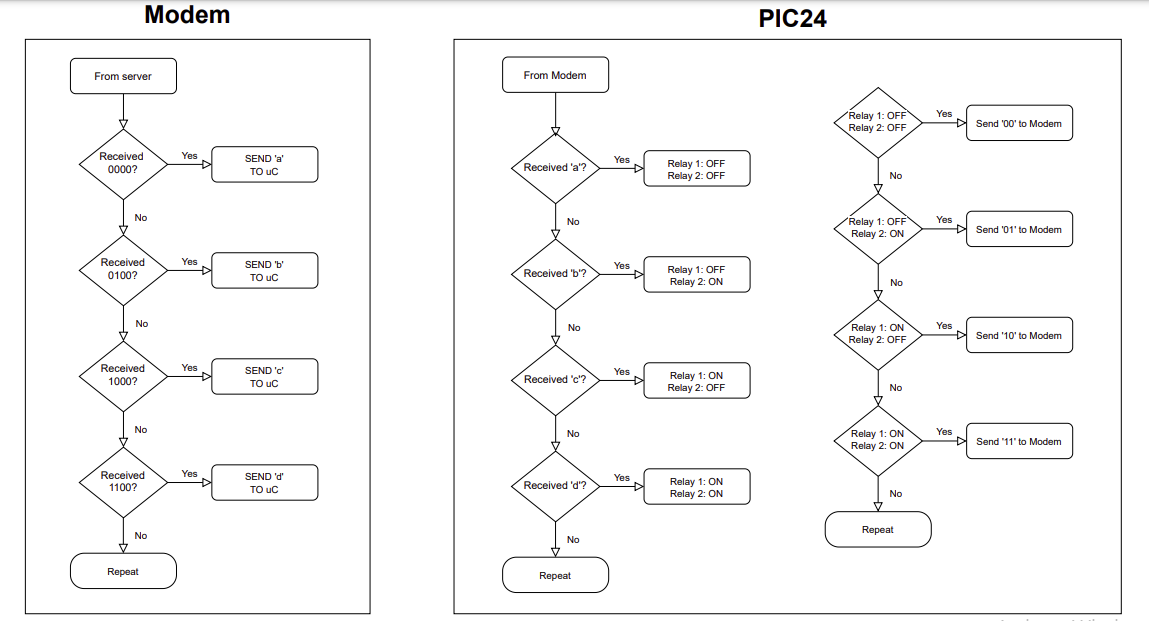 Modem
From server
Received
0000?
Yes
SEND 'a'
TO uC
No
Received
0100?
Yes
SEND 'b'
TO uC
No
Received
1000?
Yes
SEND 'c'
TO uC
No
Received
1100?
Yes
SEND 'd'
TO uC
No
Repeat
PIC24
From Modem
Received 'a'?
Yes
Relay 1: OFF
Relay 2: OFF
No
Received 'b'?
Yes
Relay 1: OFF
Relay 2: ON
No
Received 'c'?
Yes
Relay 1: ON
Relay 2: OFF
No
Received 'd'?
Yes
Relay 1: ON
Relay 2: ON
No
Repeat
Relay 1: OFF
Relay 2: OFF
Yes
Send '00' to Modem
No
Relay 1: OFF
Relay 2: ON
Yes
Send '01' to Modem
No
Relay 1: ON
Relay 2: OFF
Yes
Send '10' to Modem
No
Relay 1: ON
Relay 2: ON
Yes
Send '11' to Modem
No
Repeat